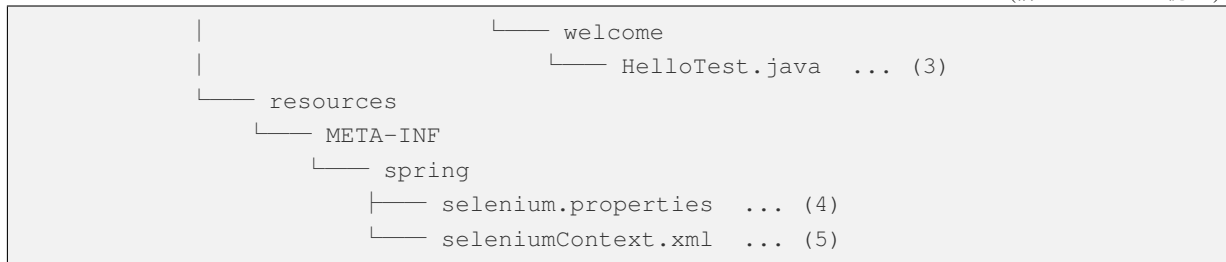 │ └── welcome
│ └── HelloTest.java ... (3)
└── resources
└── META-INF
└── spring
├── selenium.properties ... (4)
└── seleniumContext.xml ... (5)